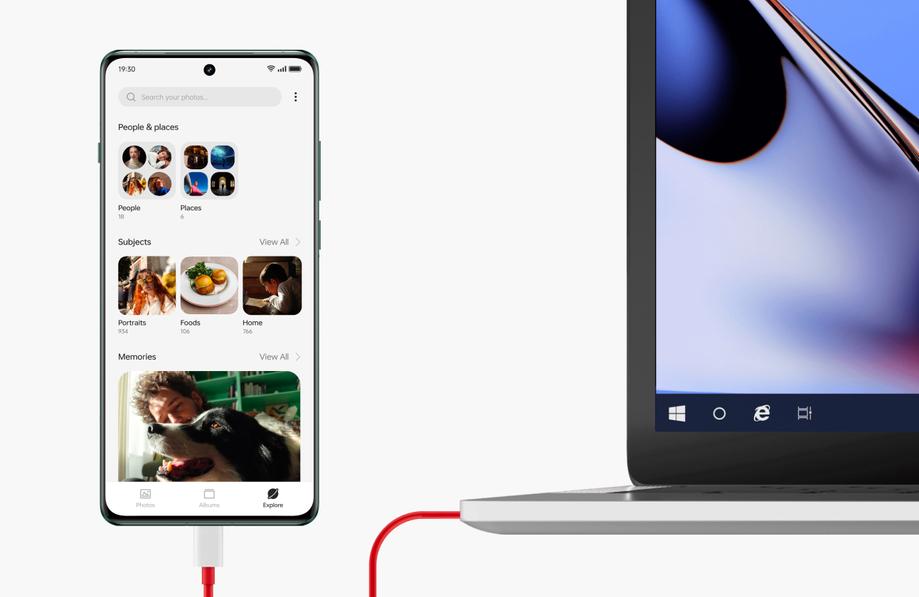 19:30
Search your photos...
People & places
People
18
Places
6
Subjects
View All
Portraits
934
Foods
106
Home
766
Memories
View All
Photos
Albums
Explore